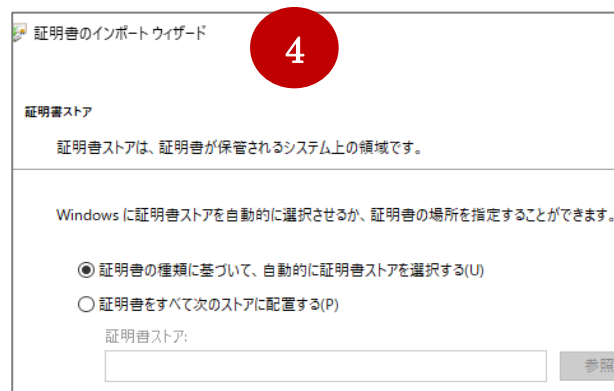 証明書のインポート ウィザード
4
証明書ストア
証明書ストアは、証明書が保管されるシステム上の領域です。
Windows に証明書ストアを自動的に選択させるか、証明書の場所を指定することができます。
証明書の種類に基づいて、自動的に証明書ストアを選択する(U)
証明書をすべて次のストアに配置する(P)
証明書ストア:
参照